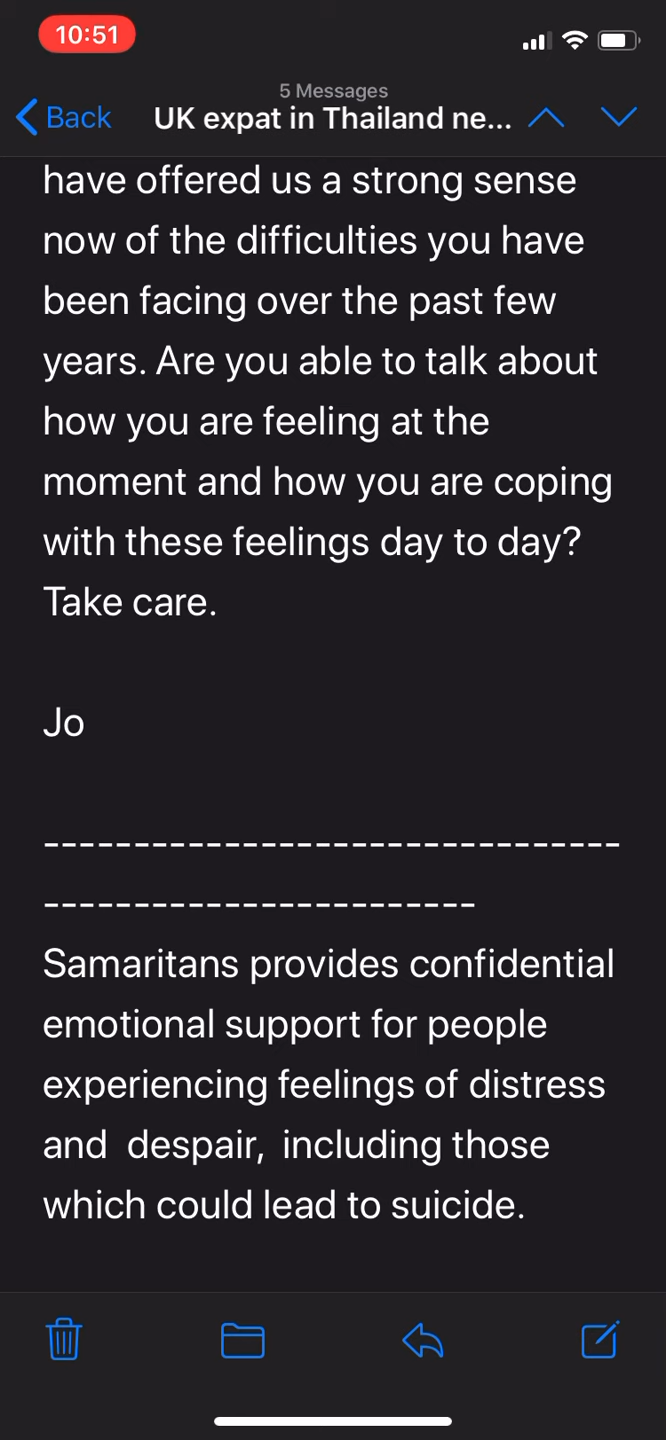 10:51
5 Messages
Back
UK expat in Thailand ne...
have offered us a strong sense
now of the difficulties you have
been facing over the past few
years. Are you able to talk about
how you are feeling at the
moment and how you are coping
with these feelings day to day?
Take care.
Jo
--------------------------------
------------------------
Samaritans provides confidential
emotional support for people
experiencing feelings of distress
and  despair,  including those
which could lead to suicide.